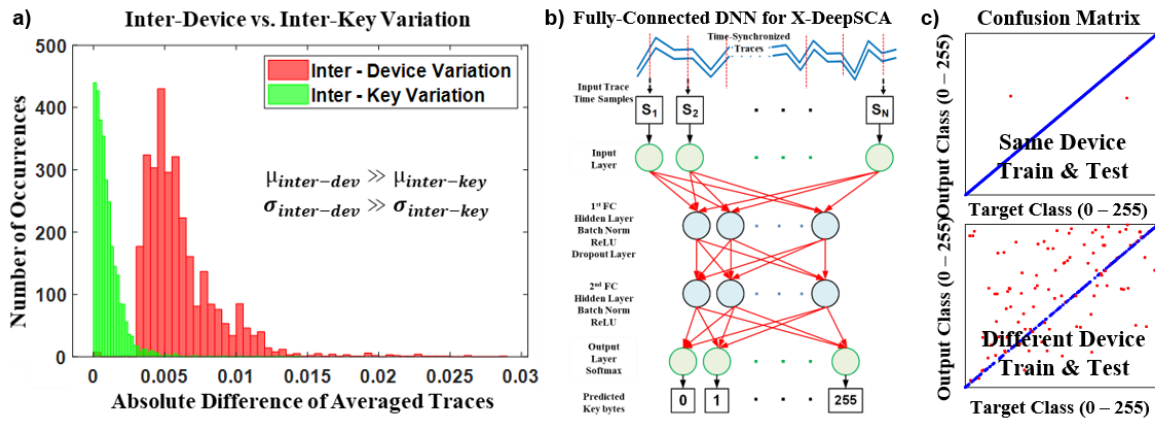 a)
Inter-Device vs. Inter-Key Variation
500
400
300
200
100
0
Number of Occurrences
Inter - Device Variation
Inter - Key Variation
μinter-dev ≫ μinter-key
σinter-dev ≫ σinter-key
0 0.005 0.01 0.015 0.02 0.025 0.03
Absolute Difference of Averaged Traces
b)
Fully-Connected DNN for X-DeepSCA
Time-Synchronized
Traces
Input Trace
Time Samples
S1 S2 SN
Input
Layer
1st FC
Hidden Layer
Batch Norm
ReLU
Dropout Layer
2nd FC
Hidden Layer
Batch Norm
ReLU
Output
Layer
Softmax
Predicted
Key bytes
0 1 255
c)
Confusion Matrix
Output Class (0 – 255)
Same Device
Train & Test
Target Class (0 – 255)
Output Class (0 – 255)
Different Device
Train & Test
Target Class (0 – 255)